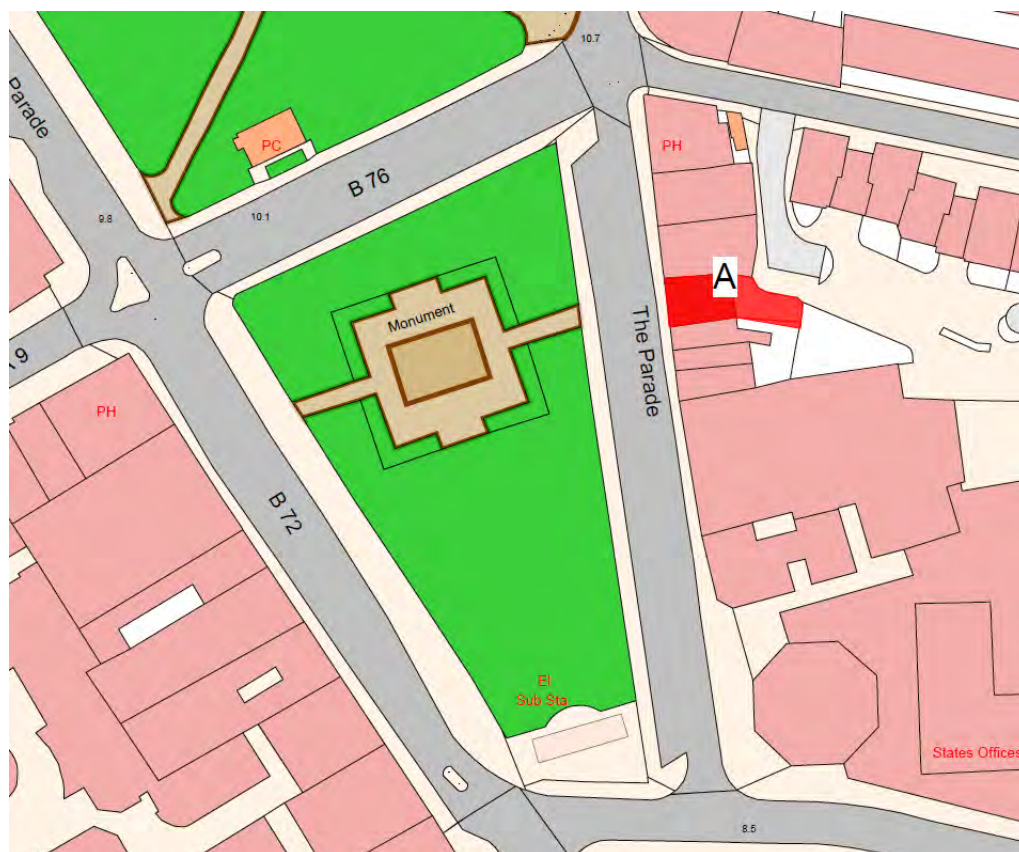 10.7
Parade
PC
PH
B 76
9.8
10.1
A
Monument
The Parade
PH
B 72
El
Sub Sta
States Offices
8.5